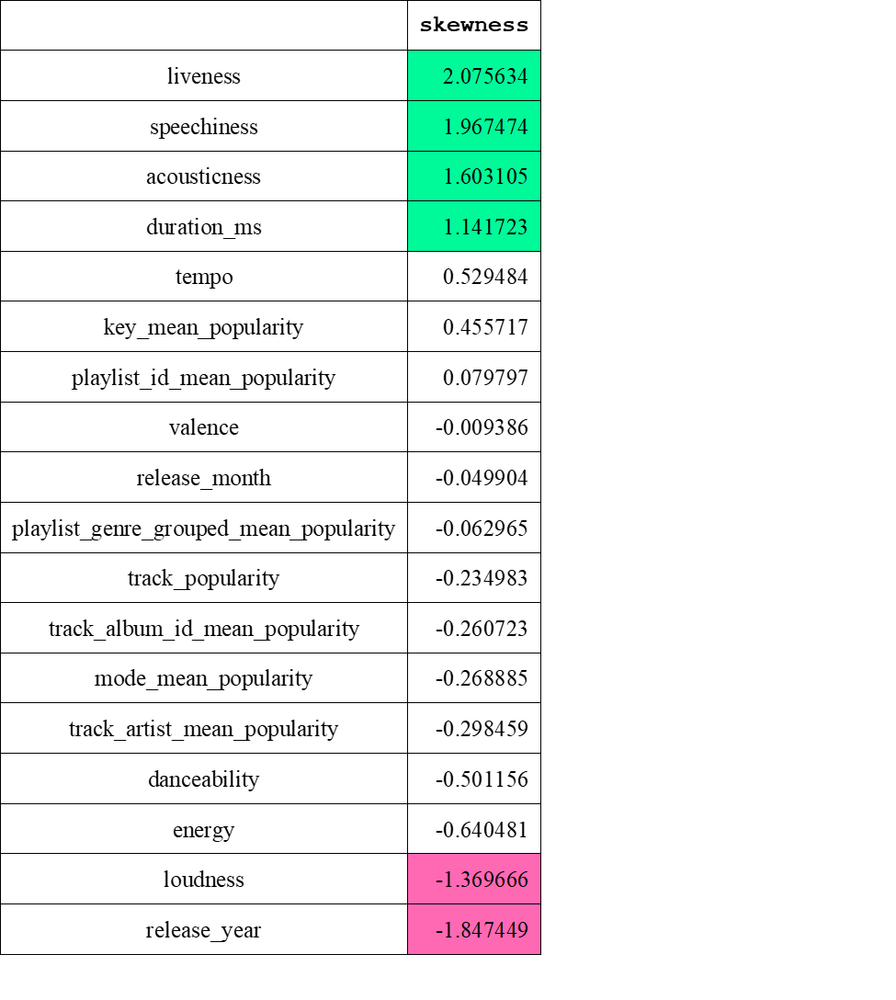 skewness
liveness 2.075634
speechiness 1.967474
acousticness 1.603105
duration_ms 1.141723
tempo 0.529484
key_mean_popularity 0.455717
playlist_id_mean_popularity 0.079797
valence -0.009386
release_month -0.049904
playlist_genre_grouped_mean_popularity -0.062965
track_popularity -0.234983
track_album_id_mean_popularity -0.260723
mode_mean_popularity -0.268885
track_artist_mean_popularity -0.298459
danceability -0.501156
energy -0.640481
loudness -1.369666
release_year -1.847449